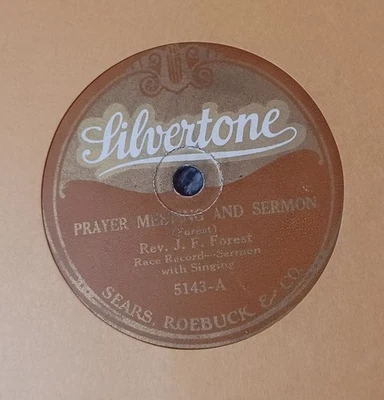 Silvertone
PRAYER MEETING AND SERMON
(Forest)
Rev. J. F. Forest
Race Record—Sermon
with Singing
5143-A
SEARS, ROEBUCK & CO.